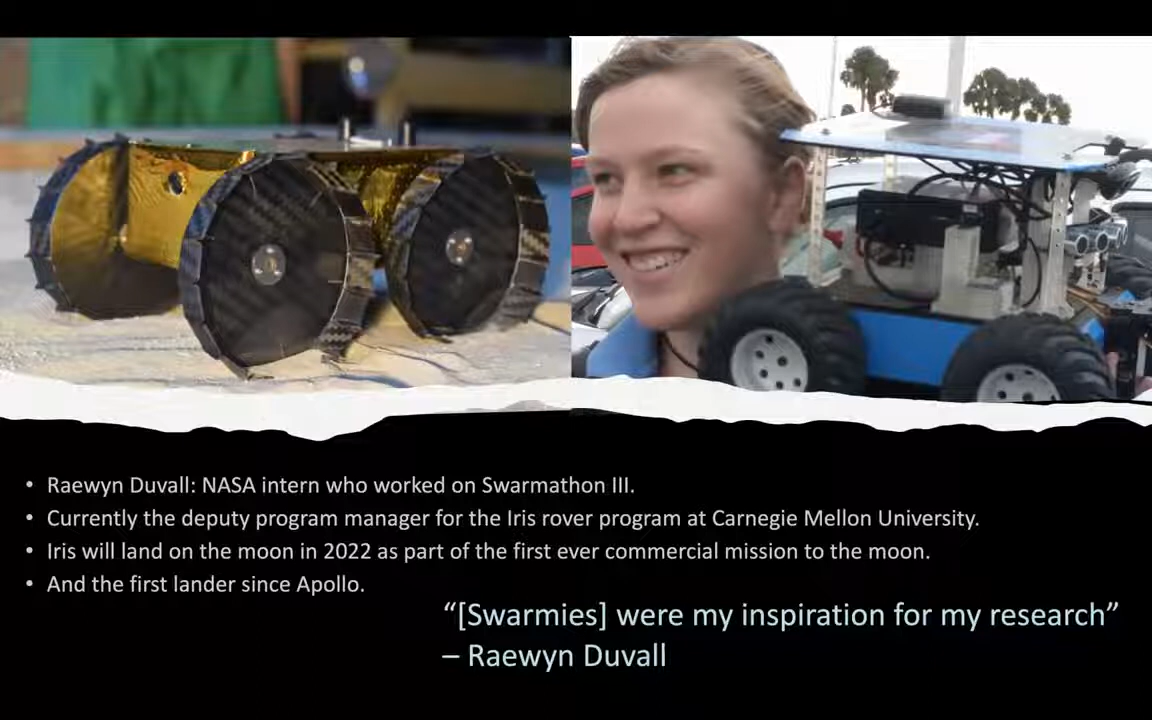 • Raewyn Duvall: NASA intern who worked on Swarmathon III.
• Currently the deputy program manager for the Iris rover program at Carnegie Mellon University.
• Iris will land on the moon in 2022 as part of the first ever commercial mission to the moon.
• And the first lander since Apollo.
“[Swarmies] were my inspiration for my research”
– Raewyn Duvall